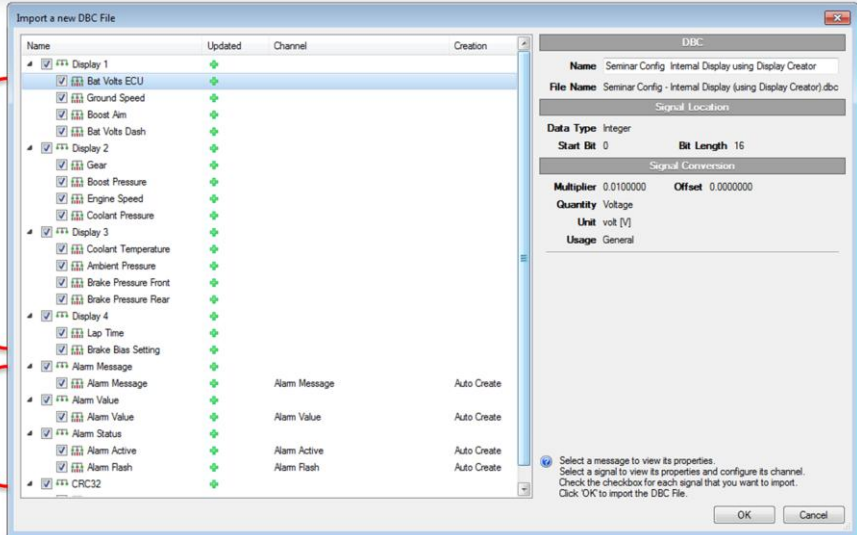 Import a new DBC File
Name Updated Channel Creation
Display 1
Bat Volts ECU
Ground Speed
Boost Aim
Bat Volts Dash
Display 2
Gear
Boost Pressure
Engine Speed
Coolant Pressure
Display 3
Coolant Temperature
Ambient Pressure
Brake Pressure Front
Brake Pressure Rear
Display 4
Lap Time
Brake Bias Setting
Alarm Message
Alarm Message Alarm Message Auto Create
Alarm Value
Alarm Value Alarm Value Auto Create
Alarm Status
Alarm Active Alarm Active Auto Create
Alarm Flash Alarm Flash Auto Create
CRC32
DBC
Name Seminar Config Internal Display using Display Creator
File Name Seminar Config - Internal Display (using Display Creator).dbc
Signal Location
Data Type Integer
Start Bit 0 Bit Length 16
Signal Conversion
Multiplier 0.0100000 Offset 0.0000000
Quantity Voltage
Unit volt [V]
Usage General
Select a message to view its properties.
Select a signal to view its properties and configure its channel.
Check the checkbox for each signal that you want to import.
Click 'OK' to import the DBC File.
OK Cancel